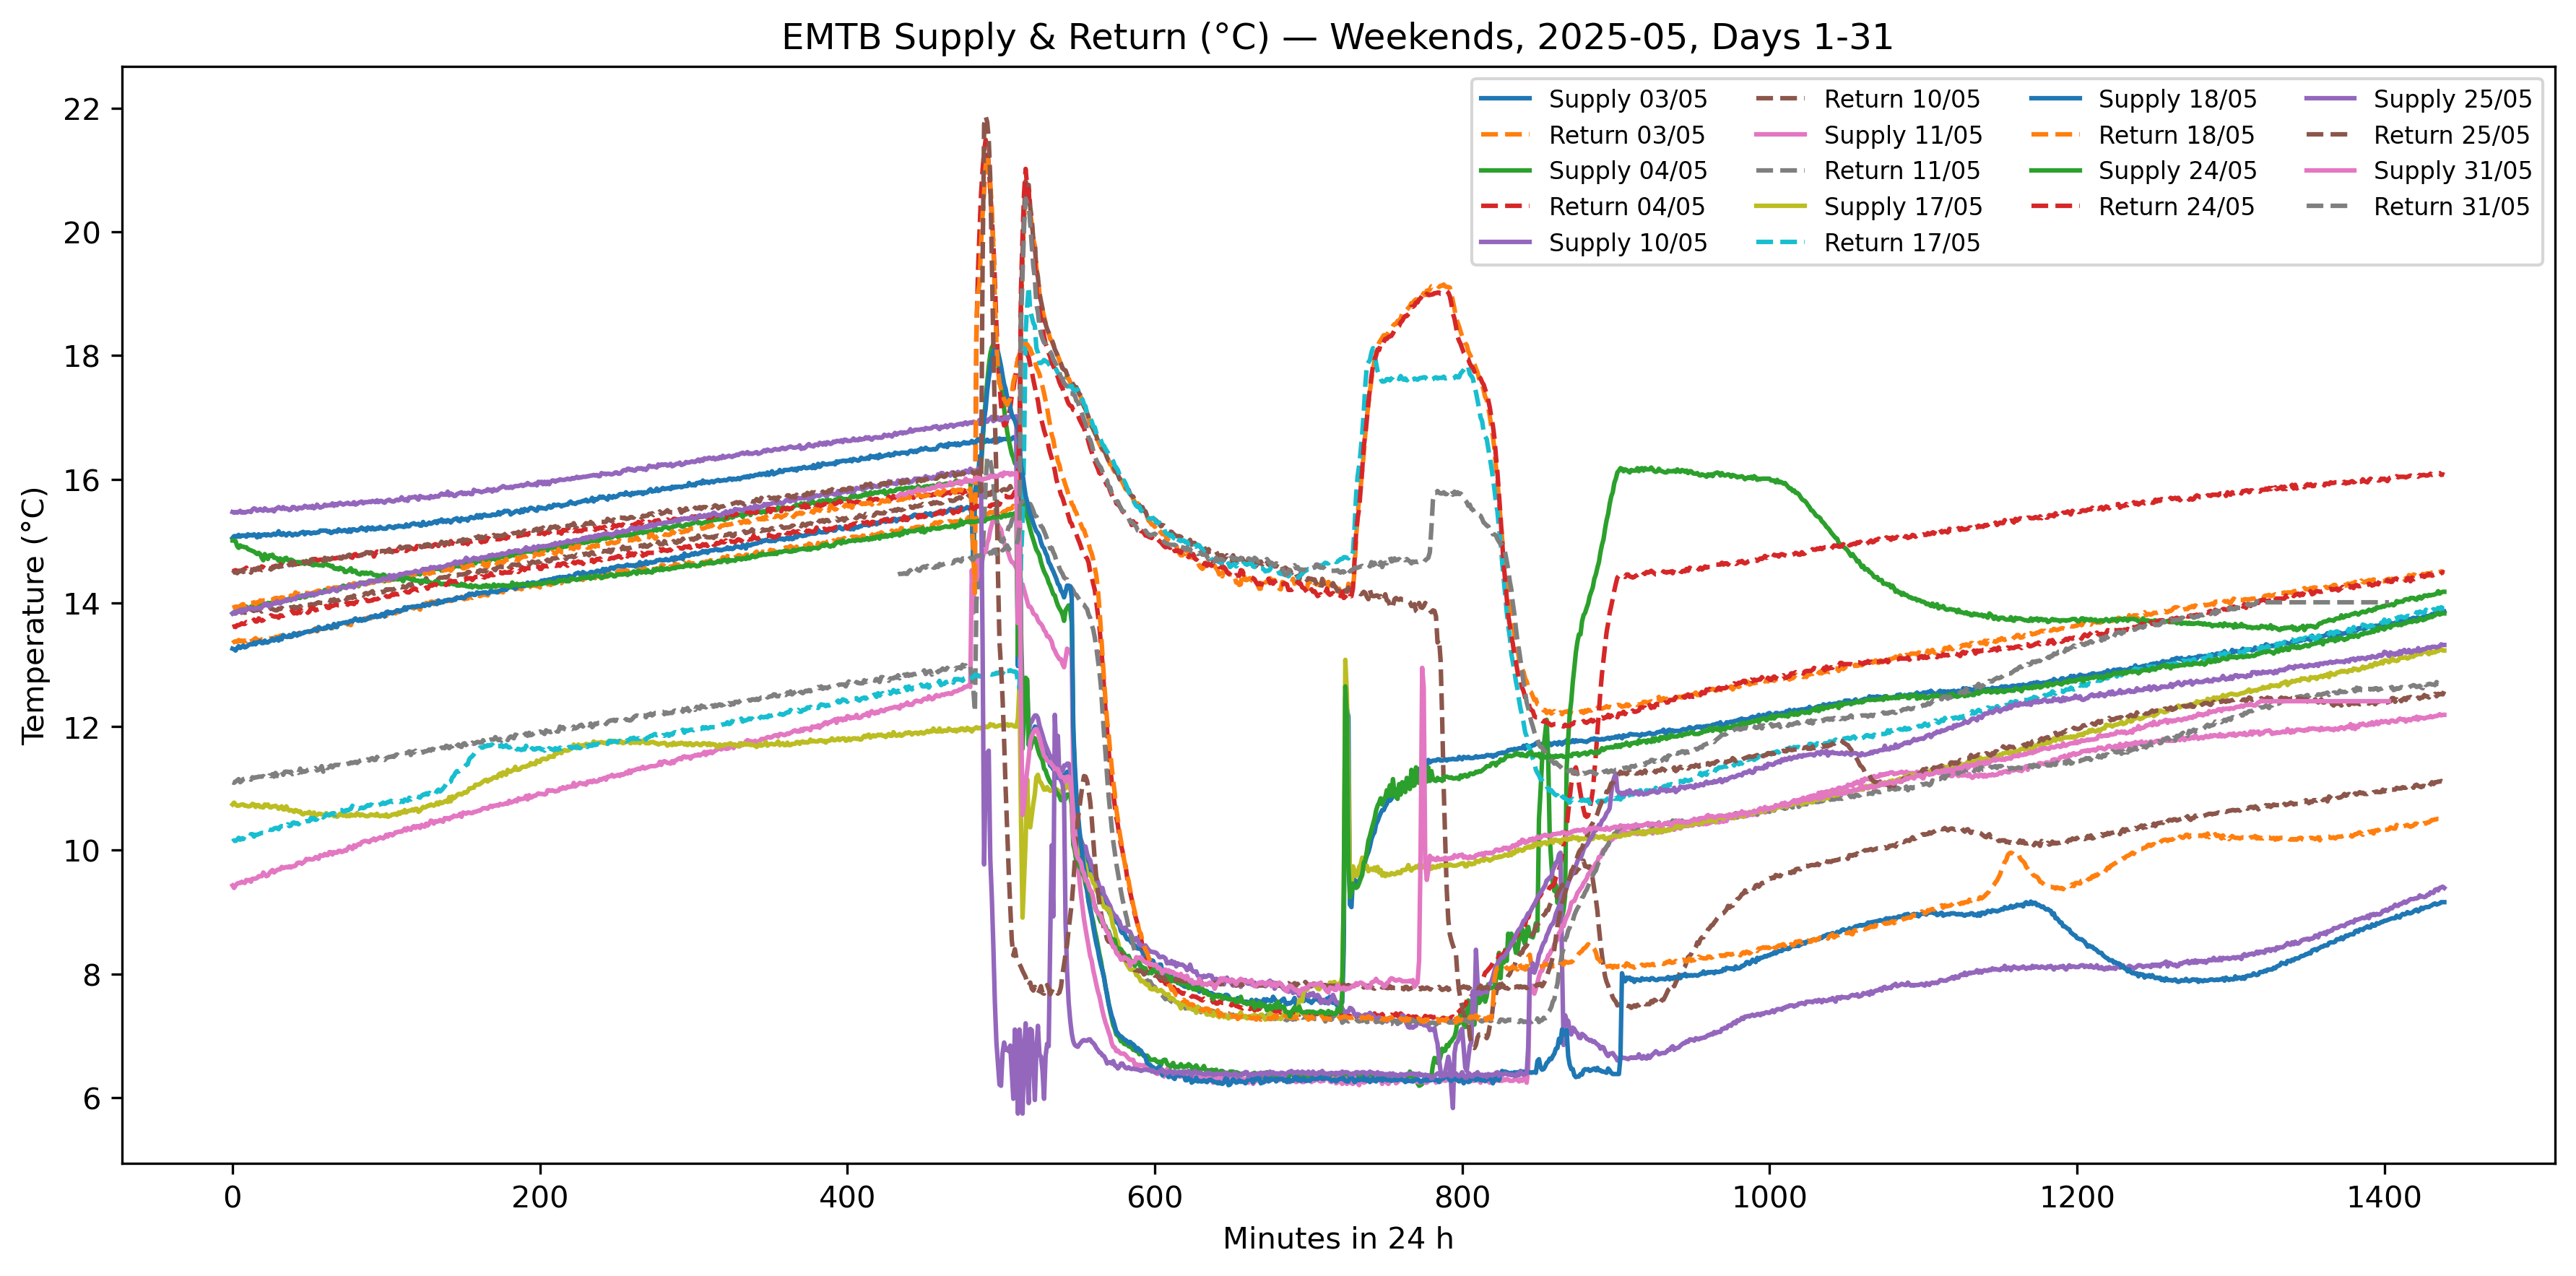 EMTB Supply & Return (°C) — Weekends, 2025-05, Days 1-31
Supply 03/05
Return 03/05
Supply 04/05
Return 04/05
Supply 10/05
Return 10/05
Supply 11/05
Return 11/05
Supply 17/05
Return 17/05
Supply 18/05
Return 18/05
Supply 24/05
Return 24/05
Supply 25/05
Return 25/05
Supply 31/05
Return 31/05
Temperature (°C)
22
20
18
16
14
12
10
8
6
0
200
400
600
800
1000
1200
1400
Minutes in 24 h